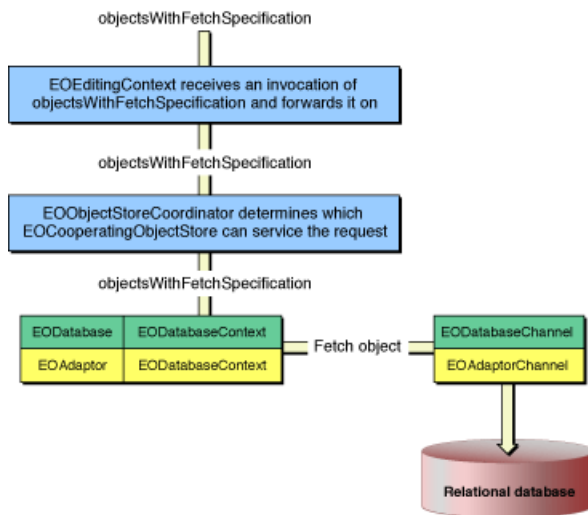 objectsWithFetchSpecification
EOEditingContext receives an invocation of
objectsWithFetchSpecification and forwards it on
objectsWithFetchSpecification
EOObjectStoreCoordinator determines which
EOCooperatingObjectStore can service the request
objectsWithFetchSpecification
EODatabase
EODatabaseContext
EOAdaptor
EODatabaseContext
Fetch object
EODatabaseChannel
EOAdaptorChannel
Relational database